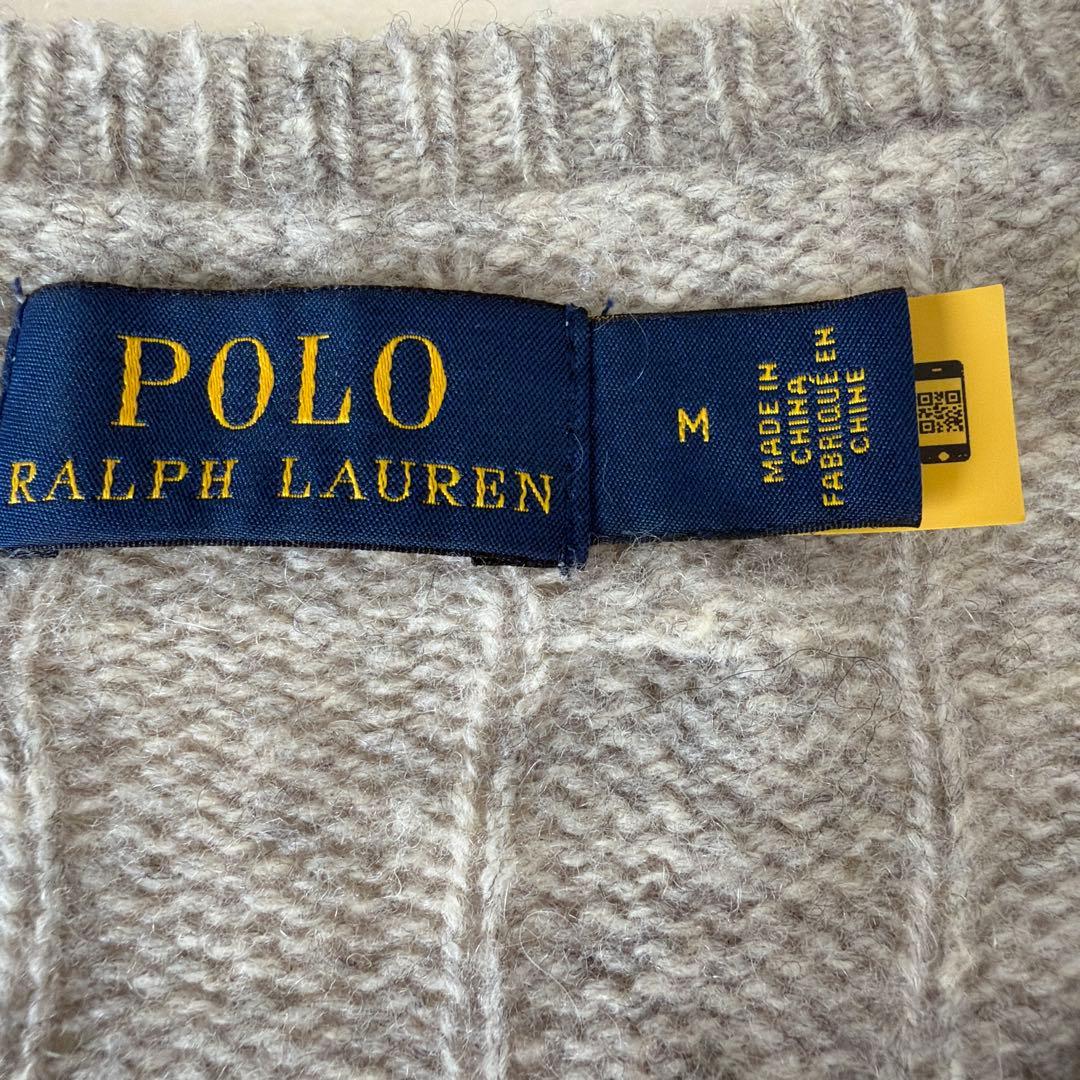 POLO
RALPH LAUREN
M
MADE IN
CHINA
FABRIQUÉ EN
CHINE